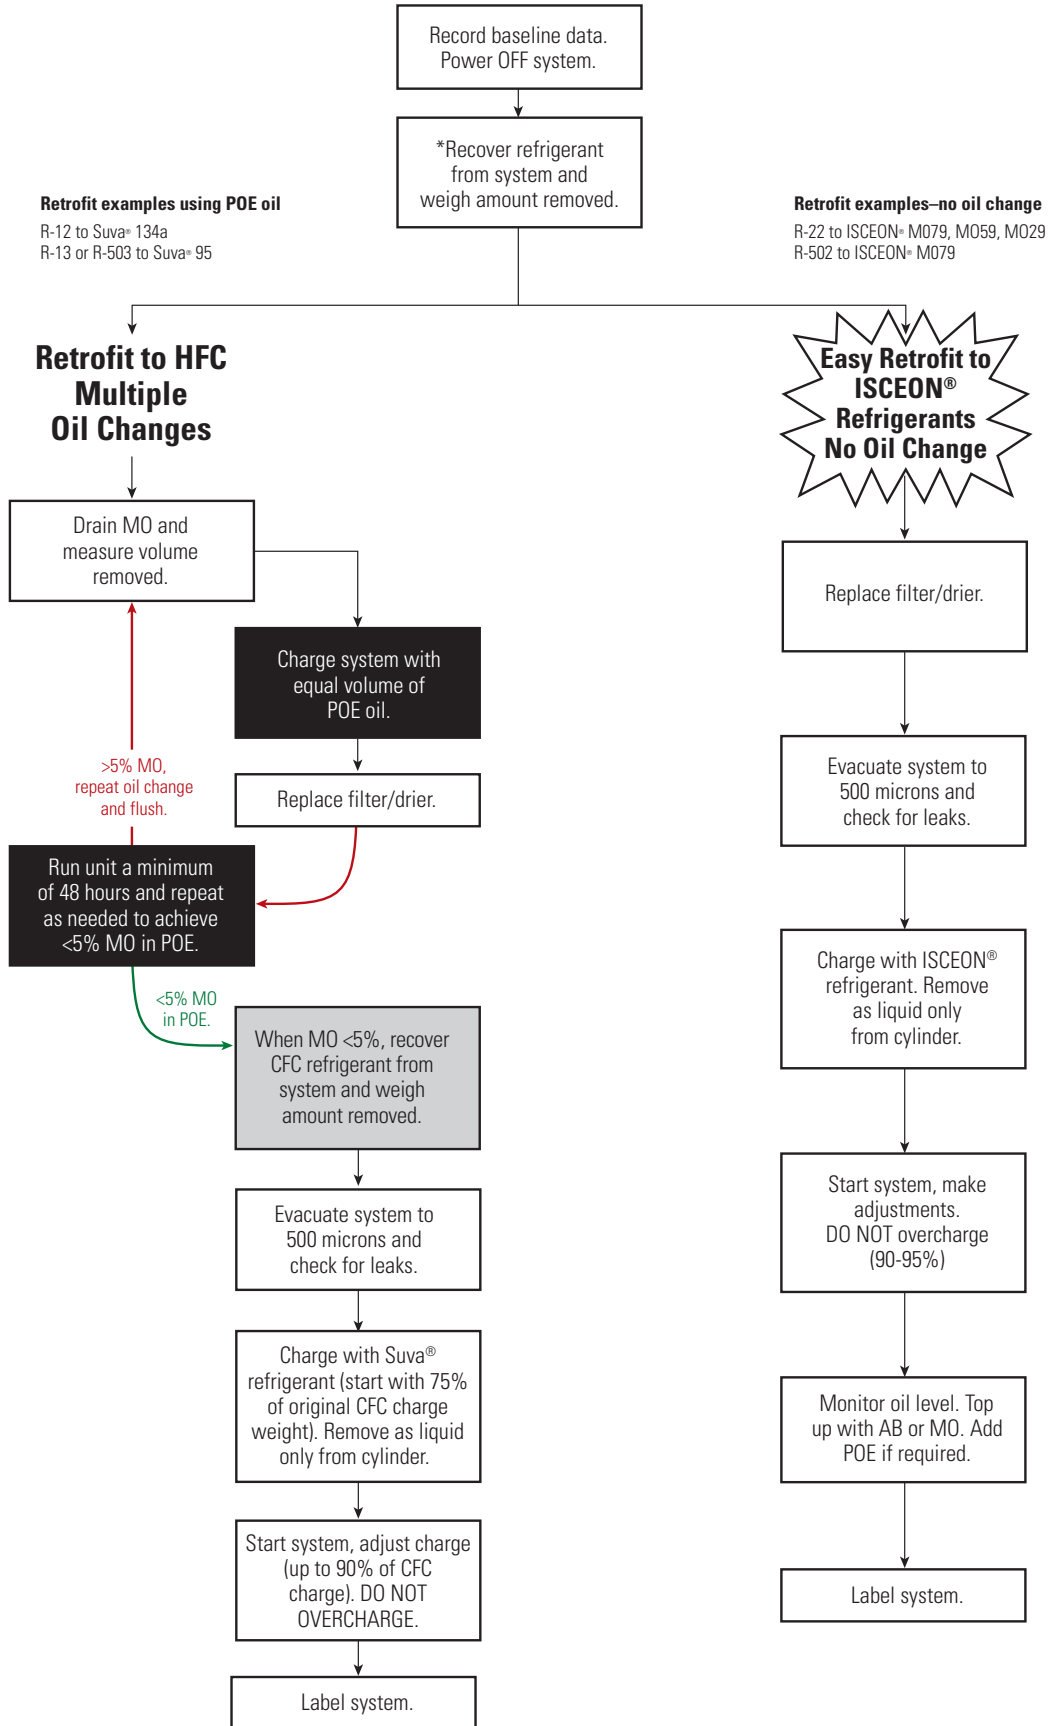 Record baseline data.
Power OFF system.
*Recover refrigerant
from system and
weigh amount removed.
Retrofit examples using POE oil
R-12 to Suva® 134a
R-13 or R-503 to Suva® 95
Retrofit examples–no oil change
R-22 to ISCEON® M079, MO59, MO29
R-502 to ISCEON® M079
Retrofit to HFC
Multiple
Oil Changes
Drain MO and
measure volume
removed.
Charge system with
equal volume of
POE oil.
Replace filter/drier.
>5% MO,
repeat oil change
and flush.
Run unit a minimum
of 48 hours and repeat
as needed to achieve
<5% MO in POE.
<5% MO
in POE.
When MO <5%, recover
CFC refrigerant from
system and weigh
amount removed.
Evacuate system to
500 microns and
check for leaks.
Charge with Suva®
refrigerant (start with 75%
of original CFC charge
weight). Remove as liquid
only from cylinder.
Start system, adjust charge
(up to 90% of CFC
charge). DO NOT
OVERCHARGE.
Label system.
Easy Retrofit to
ISCEON®
Refrigerants
No Oil Change
Replace filter/drier.
Evacuate system to
500 microns and
check for leaks.
Charge with ISCEON®
refrigerant. Remove
as liquid only
from cylinder.
Start system, make
adjustments.
DO NOT overcharge
(90-95%)
Monitor oil level. Top
up with AB or MO. Add
POE if required.
Label system.